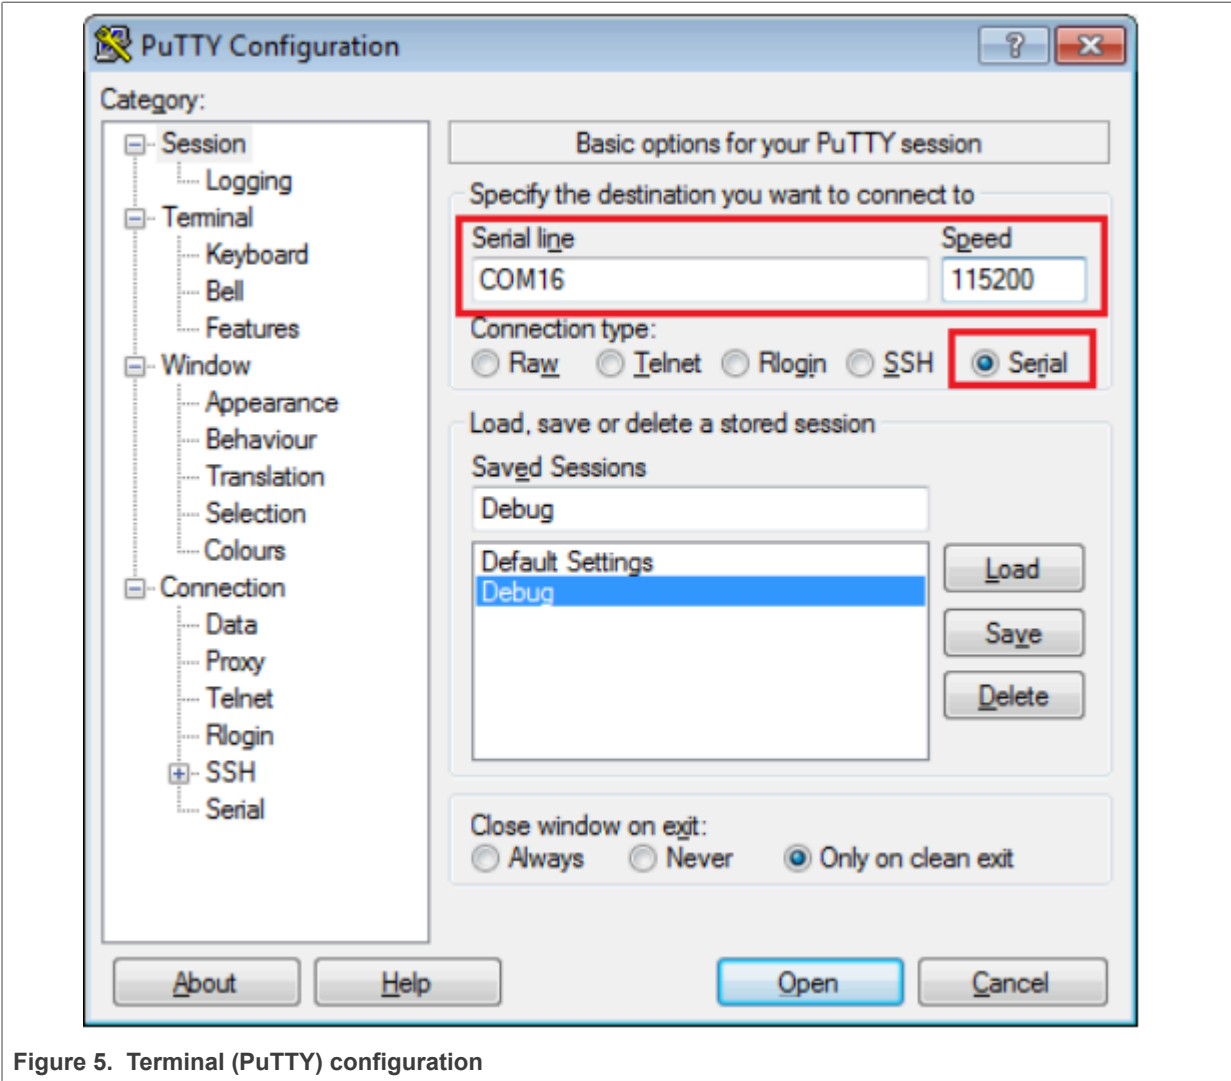 PuTTY Configuration
Category:
Session
Logging
Terminal
Keyboard
Bell
Features
Window
Appearance
Behaviour
Translation
Selection
Colours
Connection
Data
Proxy
Telnet
Rlogin
SSH
Serial
Basic options for your PuTTY session
Specify the destination you want to connect to
Serial line Speed
COM16 115200
Connection type:
Raw Telnet Rlogin SSH Serial
Load, save or delete a stored session
Saved Sessions
Debug
Default Settings
Debug
Load
Save
Delete
Close window on exit:
Always Never Only on clean exit
About Help Open Cancel
Figure 5. Terminal (PuTTY) configuration